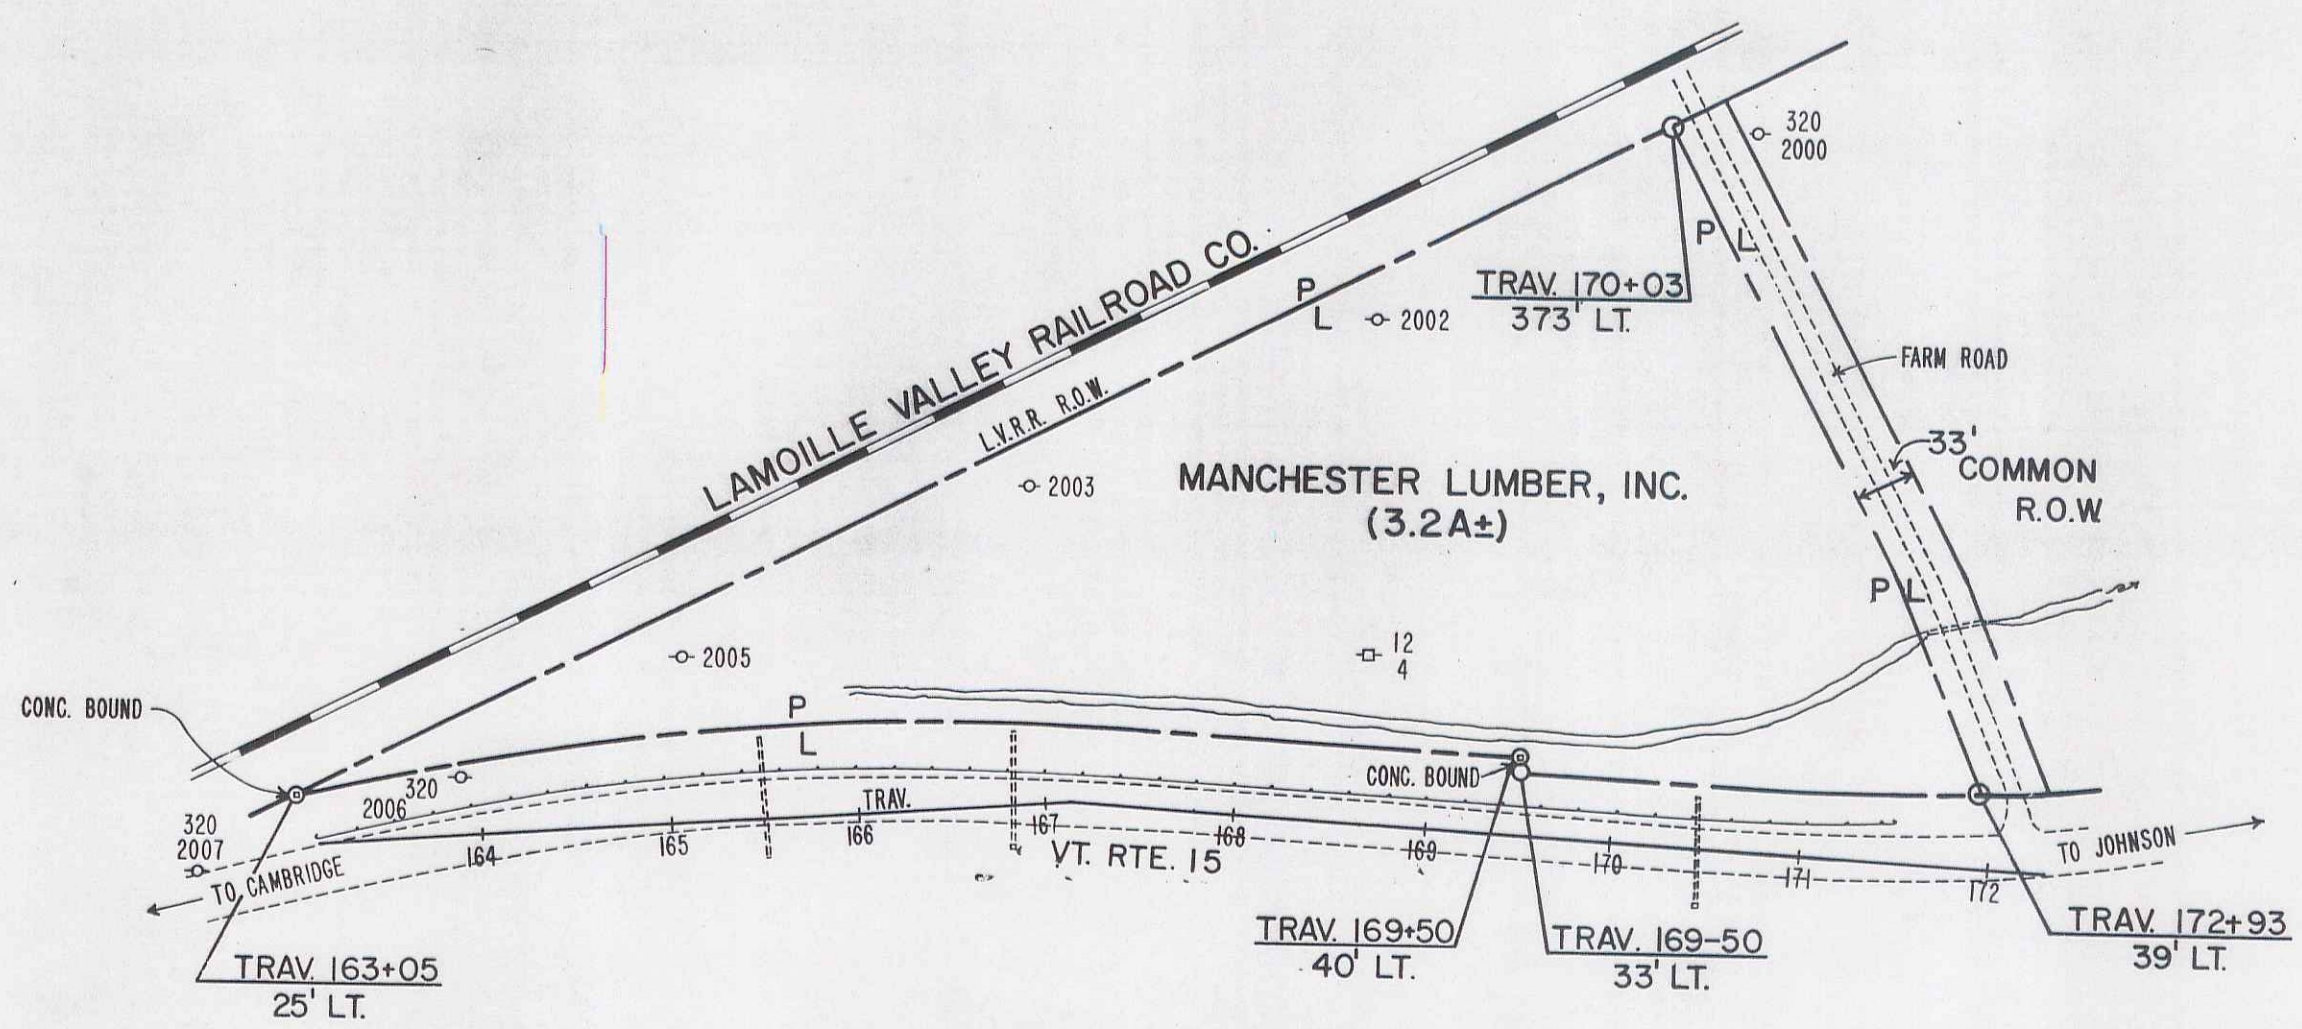 320
2000
P L
TRAV. 170+03
373' LT.
LAMOILLE VALLEY RAILROAD CO.
P
L
2002
FARM ROAD
L.V.R.R. R.O.W.
33'
COMMON
R.O.W.
2003
MANCHESTER LUMBER, INC.
(3.2A±)
P L
2005
12
4
CONC. BOUND
P
L
CONC. BOUND
320
2006
TRAV.
320
2007
164
165
166
167
168
169
170
171
172
VT. RTE. 15
TO CAMBRIDGE
TO JOHNSON
TRAV. 163+05
25' LT.
TRAV. 169+50
40' LT.
TRAV. 169-50
33' LT.
TRAV. 172+93
39' LT.